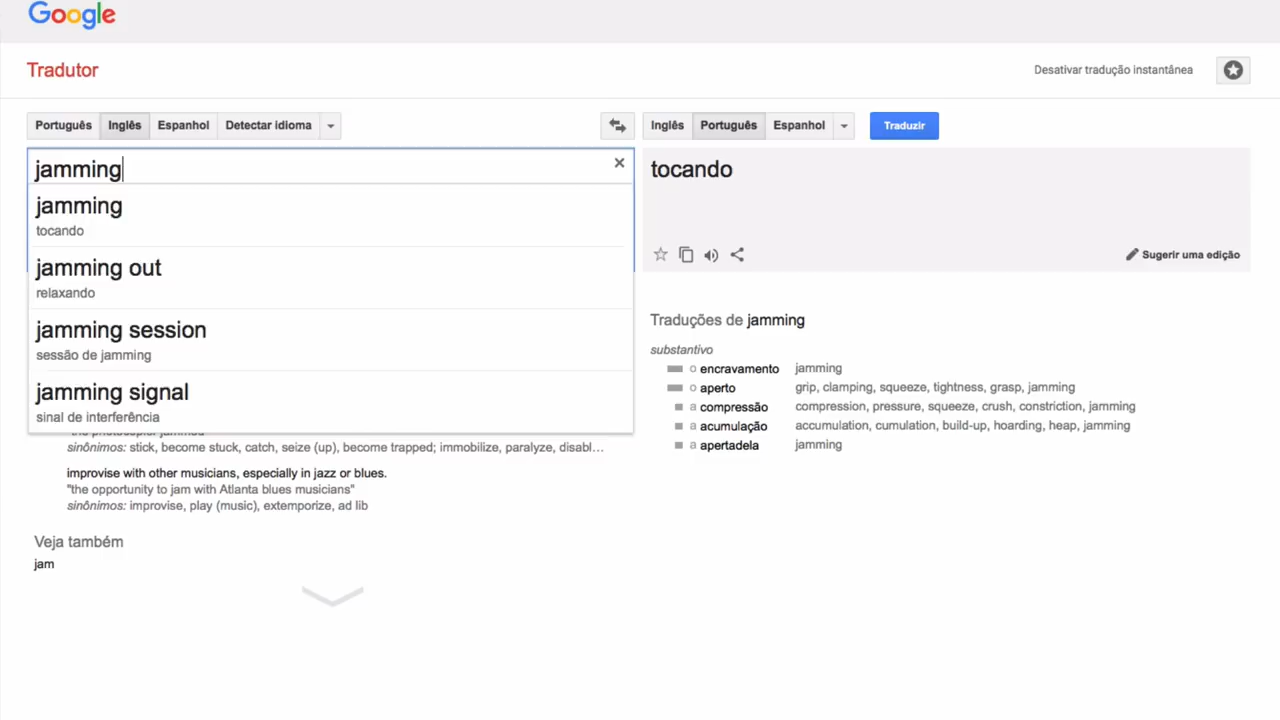 Google
Tradutor
Desativar tradução instantânea
Português Inglês Espanhol Detectar idioma
Inglês Português Espanhol Traduzir
jamming
tocando
jamming
tocando
jamming out
relaxando
jamming session
sessão de jamming
jamming signal
sinal de interferência
sinônimos: stick, become stuck, catch, seize (up), become trapped; immobilize, paralyze, disabl…
improvise with other musicians, especially in jazz or blues.
"the opportunity to jam with Atlanta blues musicians"
sinônimos: improvise, play (music), extemporize, ad lib
Veja também
jam
Sugerir uma edição
Traduções de jamming
substantivo
o encravamento jamming
o aperto grip, clamping, squeeze, tightness, grasp, jamming
a compressão compression, pressure, squeeze, crush, constriction, jamming
a acumulação accumulation, cumulation, build-up, hoarding, heap, jamming
a apertadela jamming